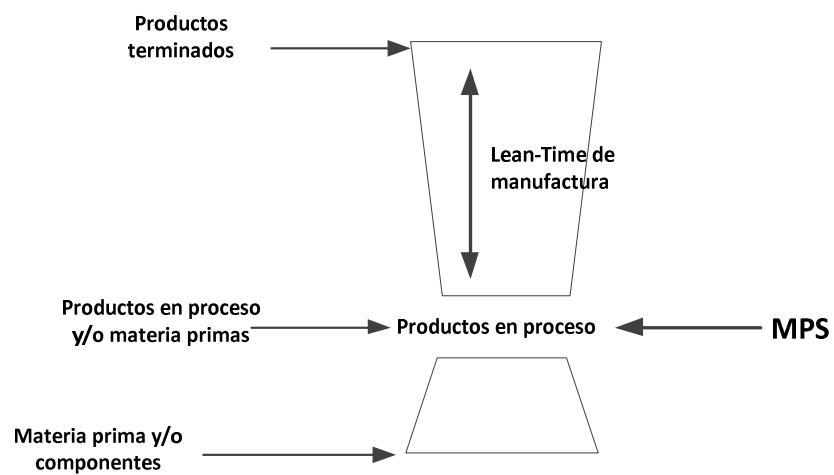 Productos
terminados
Lean-Time de
manufactura
Productos en proceso
y/o materia primas
Productos en proceso
MPS
Materia prima y/o
componentes